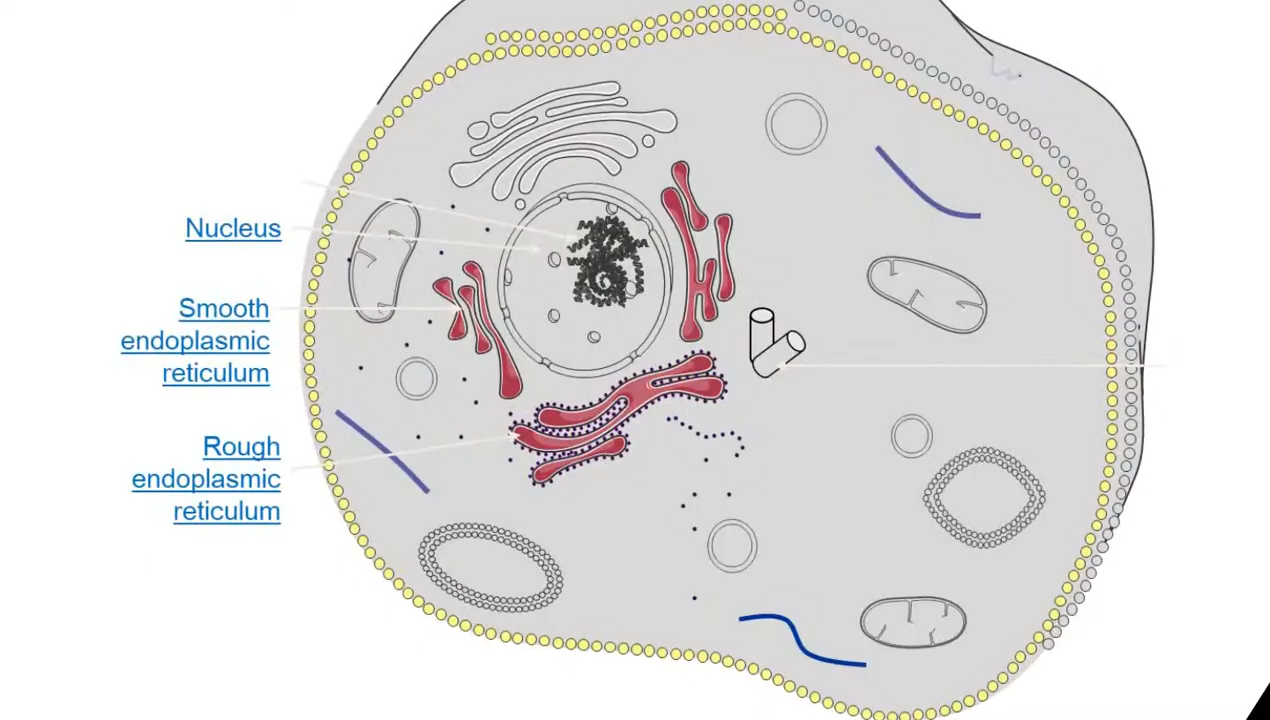 Nucleus
Smooth
endoplasmic
reticulum
Rough
endoplasmic
reticulum